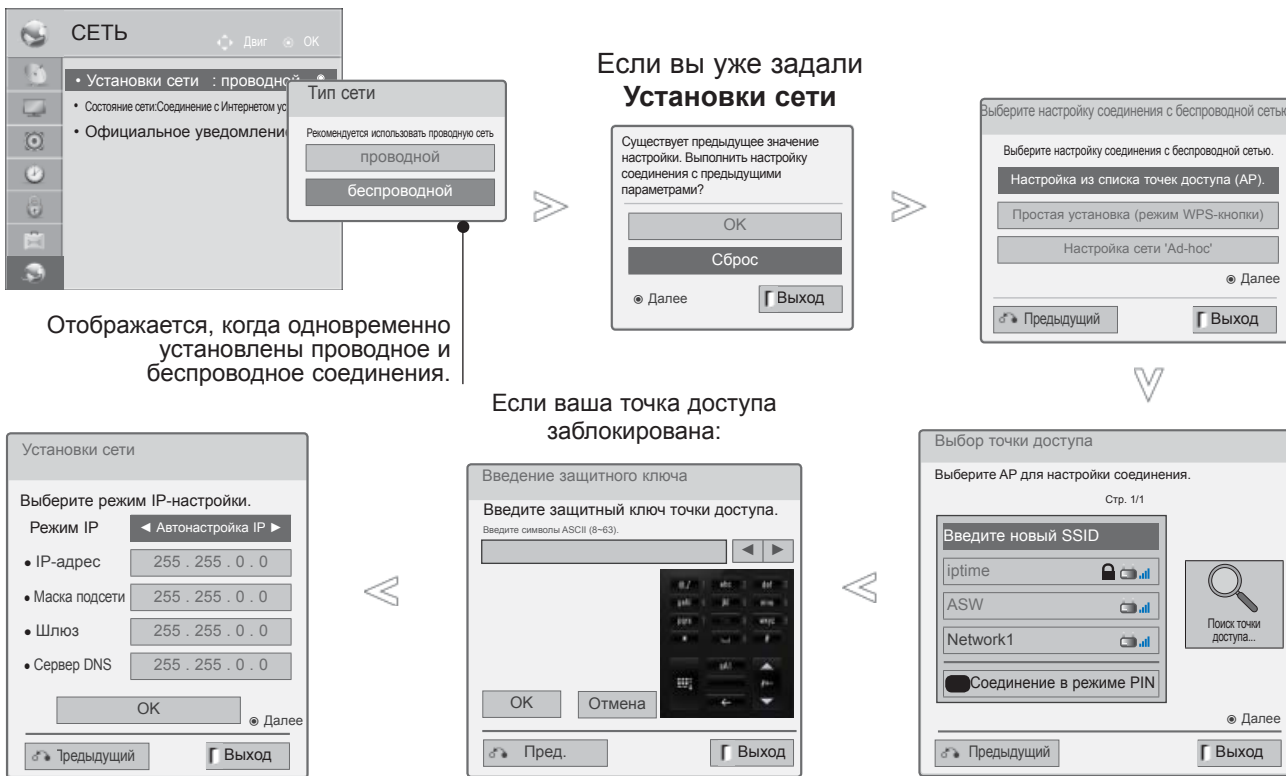 СЕТЬ
Двиг
OK
• Установки сети : проводной
• Состояние сети:Соединение с Интернетом
• Официальное
Тип сети
Рекомендуется использовать проводную сеть
проводной
беспроводной
Отображается, когда одновременно
установлены проводное и
беспроводное соединения.
Если вы уже задали
Установки сети
Существует предыдущее значение
настройки. Выполнить настройку
соединения с предыдущими
параметрами?
OK
Сброс
Далее
Выход
Выберите настройку соединения с беспроводной сетью
Выберите настройку соединения с беспроводной сетью.
Настройка из списка точек доступа (AP).
Простая установка (режим WPS-кнопки)
Настройка сети 'Ad-hoc'
Далее
Предыдущий
Выход
Выбор точки доступа
Выберите AP для настройки соединения.
Стр. 1/1
Введите новый SSID
iptime
ASW
Network1
Соединение в режиме PIN
Поиск точки
доступа...
Далее
Предыдущий
Выход
Если ваша точка доступа
заблокирована:
Введение защитного ключа
Введите защитный ключ точки доступа.
Введите символы ASCII (8~63).
OK
Отмена
Пред.
Выход
Установки сети
Выберите режим IP-настройки.
Режим IP
◄ Автонастройка IP ►
• IP-адрес 255 . 255 . 0 . 0
• Маска подсети 255 . 255 . 0 . 0
• Шлюз 255 . 255 . 0 . 0
• Сервер DNS 255 . 255 . 0 . 0
OK
Далее
Предыдущий
Выход